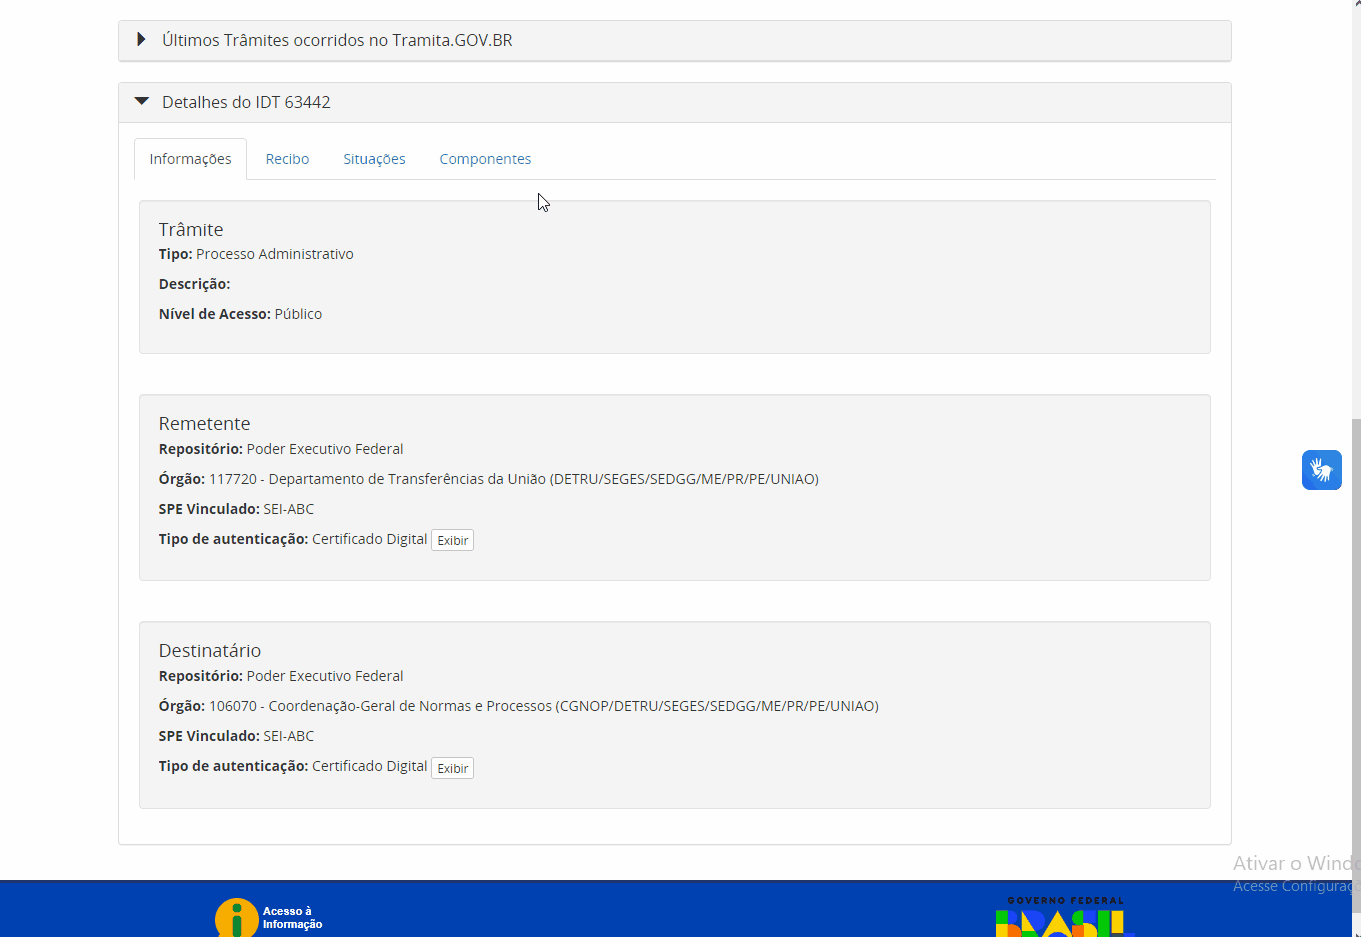 Últimos Trâmites ocorridos no Tramita.GOV.BR
Detalhes do IDT 63442
Informações Recibo Situações Componentes
Trâmite
Tipo: Processo Administrativo
Descrição:
Nível de Acesso: Público
Remetente
Repositório: Poder Executivo Federal
Órgão: 117720 - Departamento de Transferências da União (DETRU/SEGES/SEDGG/ME/PR/PE/UNIAO)
SPE Vinculado: SEI-ABC
Tipo de autenticação: Certificado Digital Exibir
Destinatário
Repositório: Poder Executivo Federal
Órgão: 106070 - Coordenação-Geral de Normas e Processos (CGNOP/DETRU/SEGES/SEDGG/ME/PR/PE/UNIAO)
SPE Vinculado: SEI-ABC
Tipo de autenticação: Certificado Digital Exibir
Ativar o Windo
Acesse Configuraç
Acesso à
Informação
GOVERNO FEDERAL
BRASIL